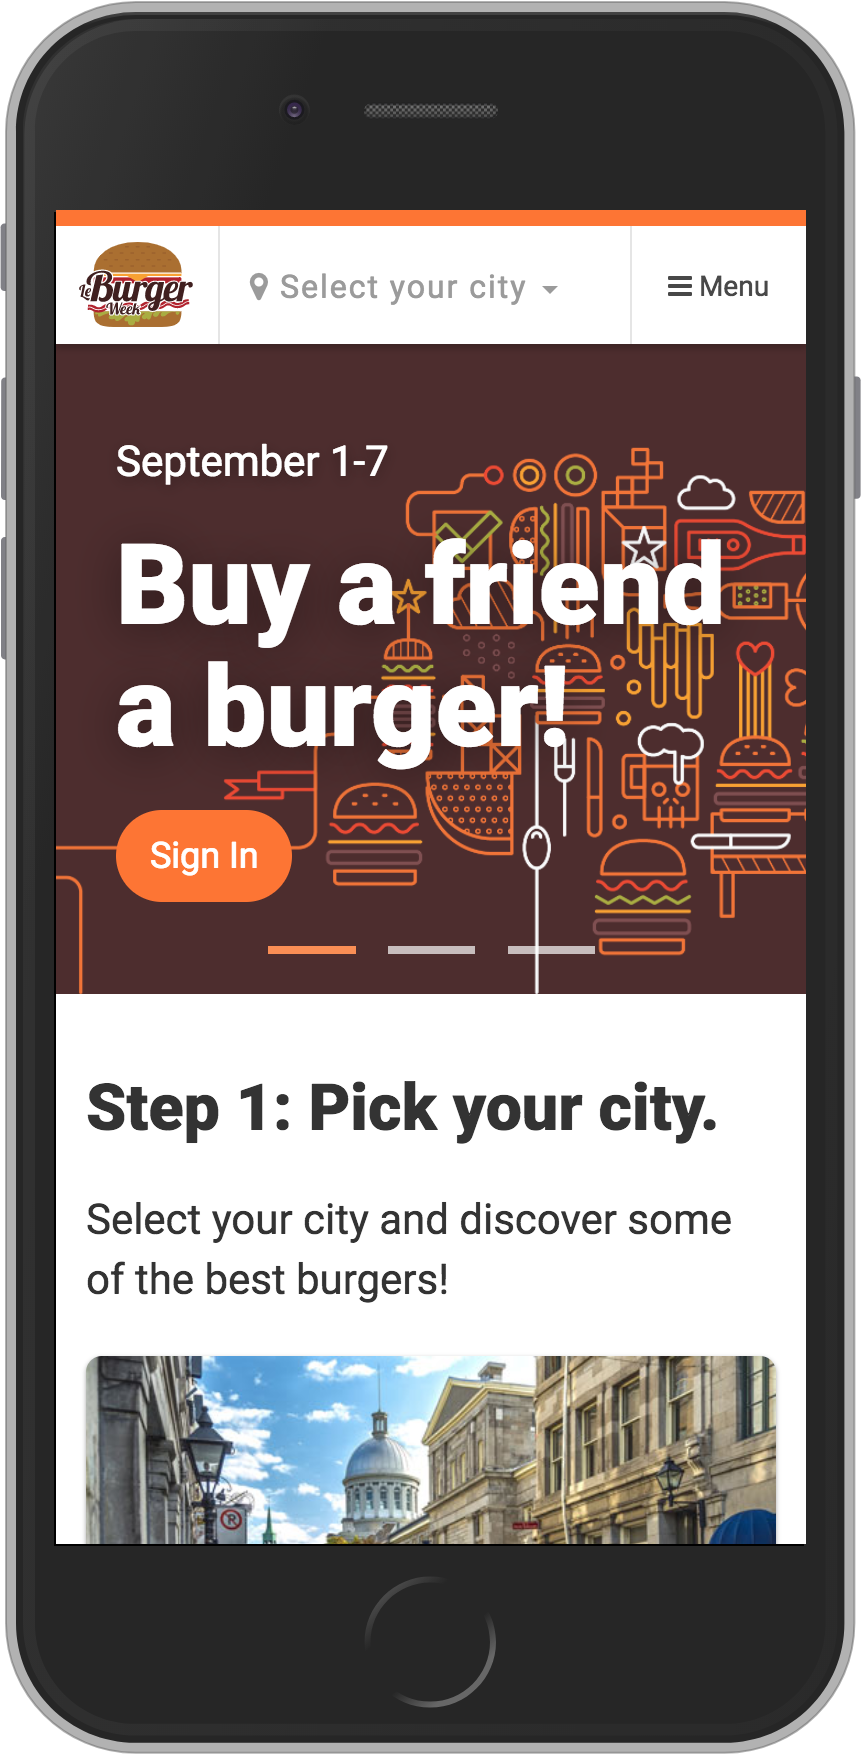 Le Burger
Week
Select your city
Menu
September 1-7
Buy a friend
a burger!
Sign In
Step 1: Pick your city.
Select your city and discover some
of the best burgers!
R